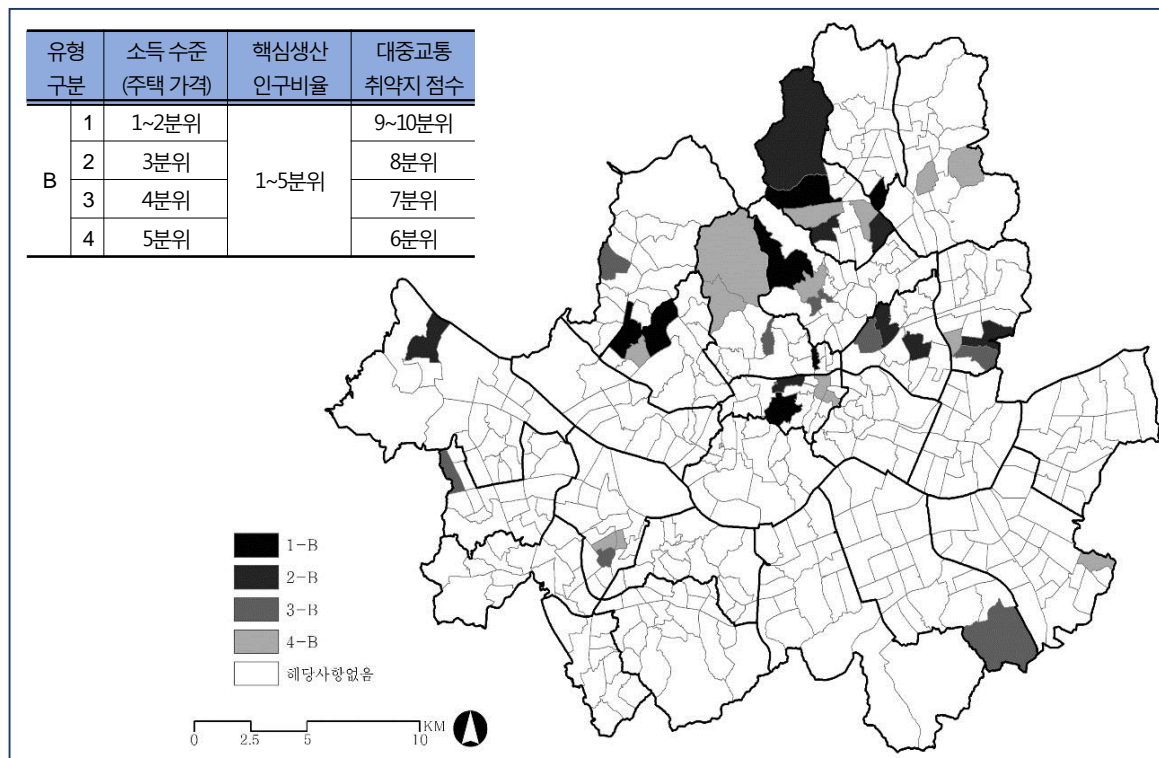 유형 구분
소득 수준
(주택 가격)
핵심생산
인구비율
대중교통
취약지 점수
B
1 1~2분위 1~5분위 9~10분위
2 3분위 8분위
3 4분위 7분위
4 5분위 6분위
1-B
2-B
3-B
4-B
해당사항없음
KM
0 2.5 5 10